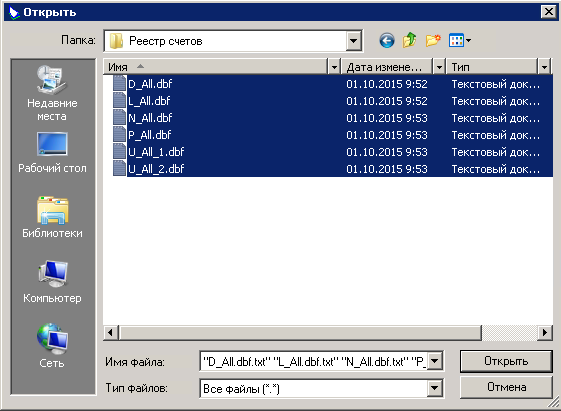 Открыть
Папка: Реестр счетов
Имя Дата измене... Тип
D_All.dbf 01.10.2015 9:52 Текстовый док...
L_All.dbf 01.10.2015 9:52 Текстовый док...
N_All.dbf 01.10.2015 9:53 Текстовый док...
P_All.dbf 01.10.2015 9:53 Текстовый док...
U_All_1.dbf 01.10.2015 9:53 Текстовый док...
U_All_2.dbf 01.10.2015 9:53 Текстовый док...
Недавние
места
Рабочий стол
Библиотеки
Компьютер
Сеть
Имя файла: "D_All.dbf.txt" "L_All.dbf.txt" "N_All.dbf.txt" "P_ Открыть
Тип файлов: Все файлы (*.*) Отмена